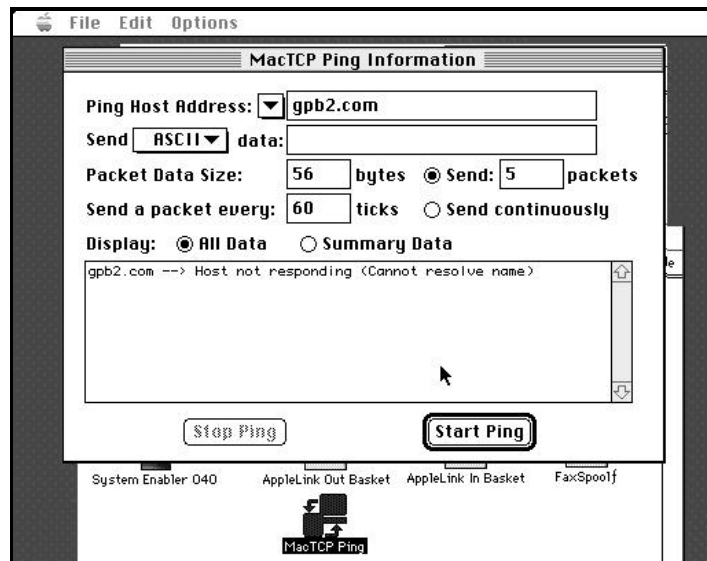 File Edit Options
MacTCP Ping Information
Ping Host Address: gpb2.com
Send ASCII data:
Packet Data Size: 56 bytes Send: 5 packets
Send a packet every: 60 ticks Send continuously
Display: All Data Summary Data
gpb2.com --> Host not responding (Cannot resolve name)
Stop Ping Start Ping
System Enabler 040 AppleLink Out Basket AppleLink In Basket FaxSpoolf
MacTCP Ping